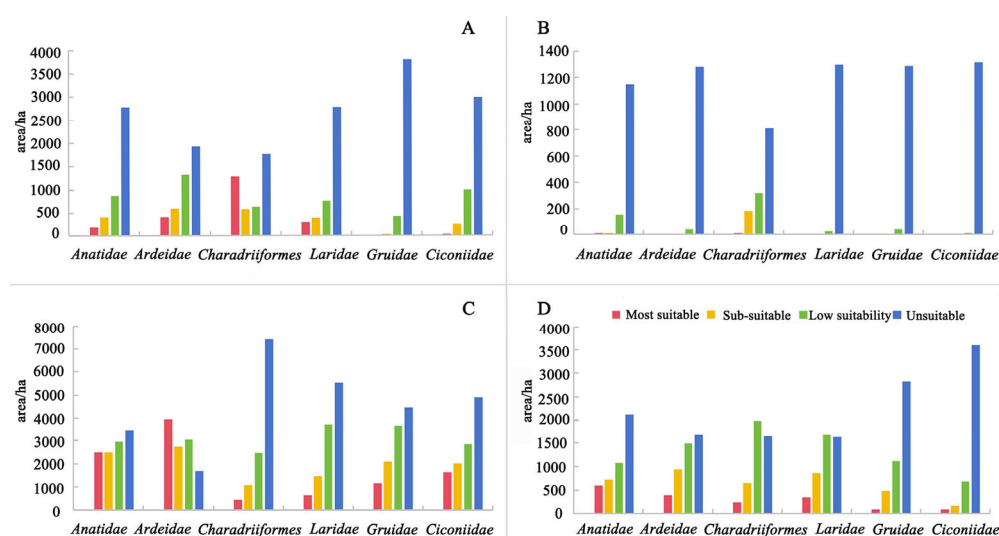 A
area/ha
4000
3500
3000
2500
2000
1500
1000
500
0
Anatidae Ardeidae Charadriiformes Laridae Gruidae Ciconiidae
B
area/ha
1400
1200
1000
800
600
400
200
0
Anatidae Ardeidae Charadriiformes Laridae Gruidae Ciconiidae
C
area/ha
8000
7000
6000
5000
4000
3000
2000
1000
0
Anatidae Ardeidae Charadriiformes Laridae Gruidae Ciconiidae
D
Most suitable Sub-suitable Low suitability Unsuitable
area/ha
4000
3500
3000
2500
2000
1500
1000
500
0
Anatidae Ardeidae Charadriiformes Laridae Gruidae Ciconiidae